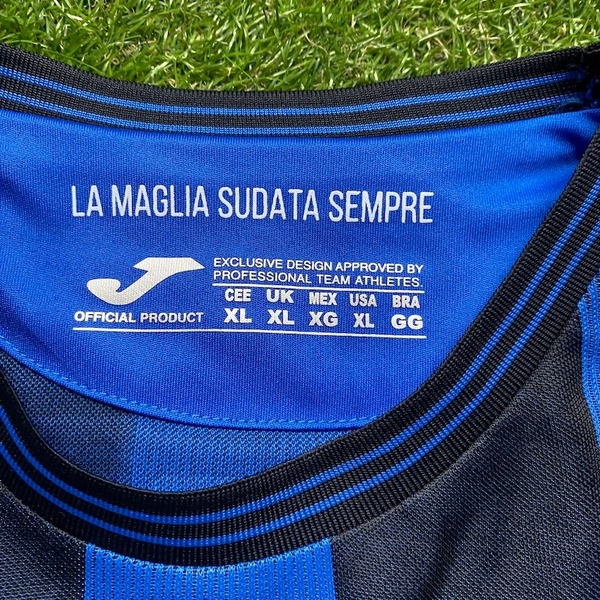 LA MAGLIA SUDATA SEMPRE
EXCLUSIVE DESIGN APPROVED BY
PROFESSIONAL TEAM ATHLETES.
OFFICIAL PRODUCT
CEE UK MEX USA BRA
XL XL XG XL GG